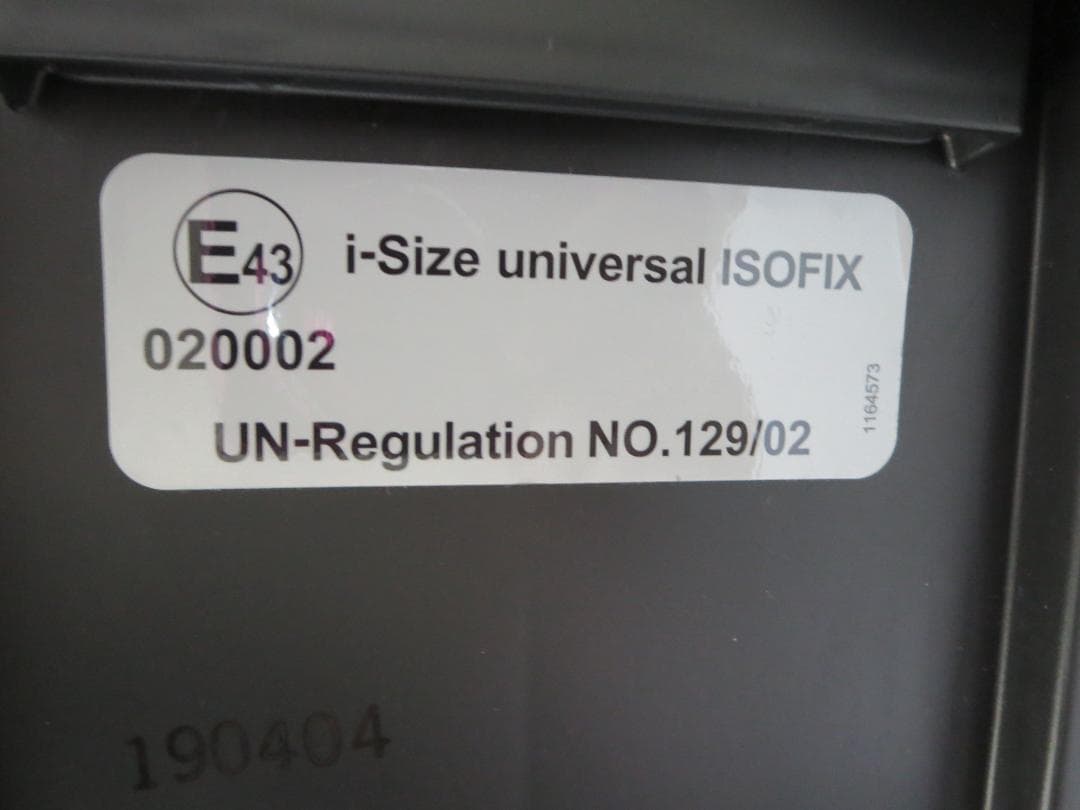 E43 i-Size universal ISOFIX
020002
UN-Regulation NO.129/02
1164573
190404